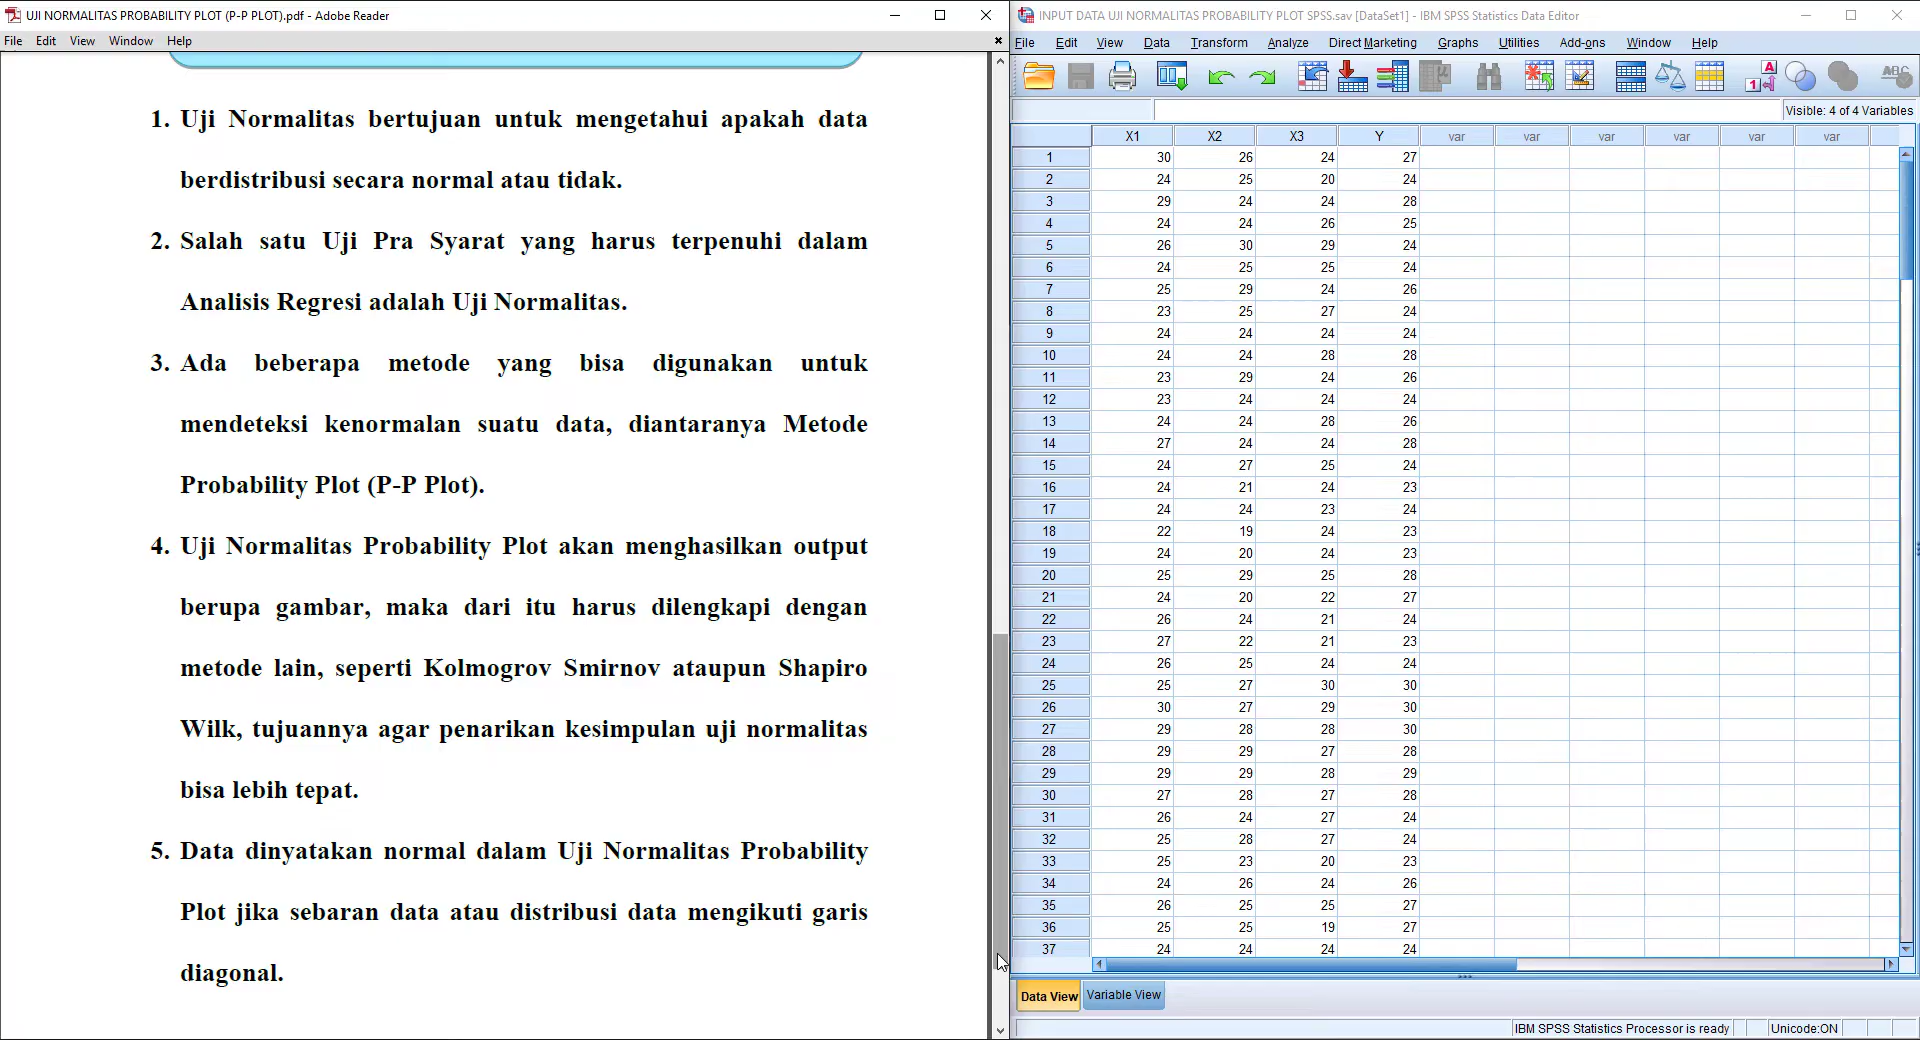 UJI NORMALITAS PROBABILITY PLOT (P-P PLOT).pdf - Adobe Reader
File Edit View Window Help
1. Uji Normalitas bertujuan untuk mengetahui apakah data
berdistribusi secara normal atau tidak.
2. Salah satu Uji Pra Syarat yang harus terpenuhi dalam
Analisis Regresi adalah Uji Normalitas.
3. Ada beberapa metode yang bisa digunakan untuk
mendeteksi kenormalan suatu data, diantaranya Metode
Probability Plot (P-P Plot).
4. Uji Normalitas Probability Plot akan menghasilkan output
berupa gambar, maka dari itu harus dilengkapi dengan
metode lain, seperti Kolmogrov Smirnov ataupun Shapiro
Wilk, tujuannya agar penarikan kesimpulan uji normalitas
bisa lebih tepat.
5. Data dinyatakan normal dalam Uji Normalitas Probability
Plot jika sebaran data atau distribusi data mengikuti garis
diagonal.
INPUT DATA UJI NORMALITAS PROBABILITY PLOT SPSS.sav [DataSet1] - IBM SPSS Statistics Data Editor
File Edit View Data Transform Analyze Direct Marketing Graphs Utilities Add-ons Window Help
Visible: 4 of 4 Variables
X1 X2 X3 Y var var var var var var
1 30 26 24 27
2 24 25 20 24
3 29 24 24 28
4 24 24 26 25
5 26 30 29 24
6 24 25 25 24
7 25 29 24 26
8 23 25 27 24
9 24 24 24 24
10 24 24 28 28
11 23 29 24 26
12 23 24 24 24
13 24 24 28 26
14 27 24 24 28
15 24 27 25 24
16 24 21 24 23
17 24 24 23 24
18 22 19 24 23
19 24 20 24 23
20 25 29 25 28
21 24 20 22 27
22 26 24 21 24
23 27 22 21 23
24 26 25 24 24
25 25 27 30 30
26 30 27 29 30
27 29 28 28 30
28 29 29 27 28
29 29 29 28 29
30 27 28 27 28
31 26 24 27 24
32 25 28 27 24
33 25 23 20 23
34 24 26 24 26
35 26 25 25 27
36 25 25 19 27
37 24 24 24 24
Data View Variable View
IBM SPSS Statistics Processor is ready Unicode:ON